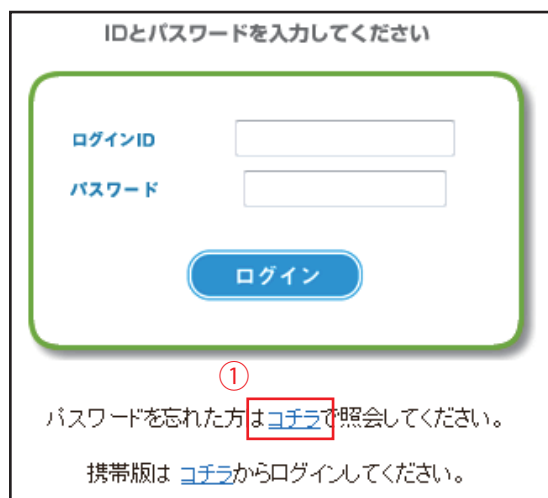 IDとパスワードを入力してください
ログインID
パスワード
ログイン
①
パスワードを忘れた方はコチラで照会してください。
携帯版は コチラからログインしてください。